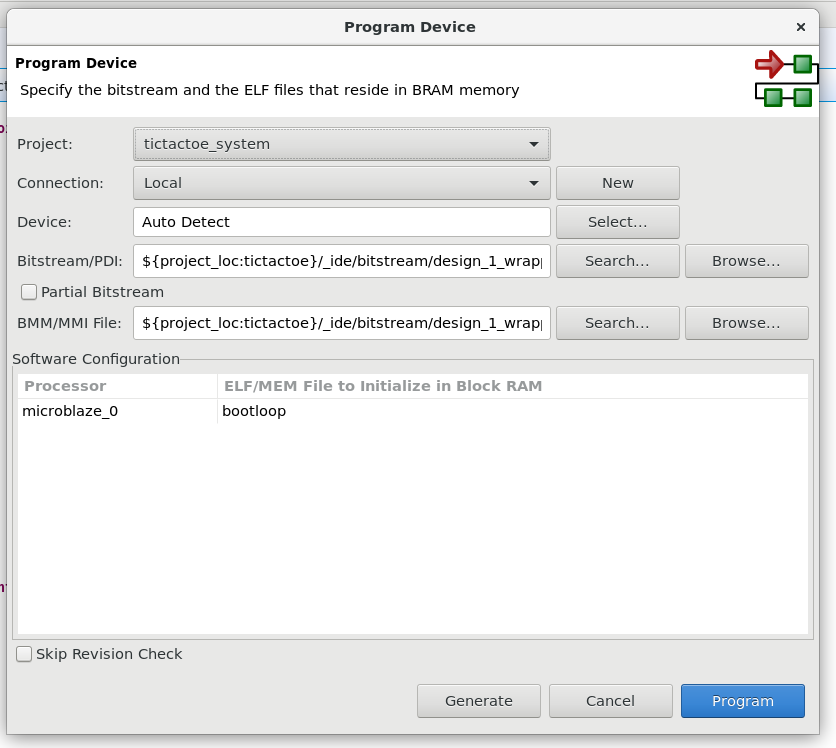 Program Device
Program Device
Specify the bitstream and the ELF files that reside in BRAM memory
Project: tictactoe_system
Connection: Local New
Device: Auto Detect Select...
Bitstream/PDI: ${project_loc:tictactoe}/_ide/bitstream/design_1_wrap Search... Browse...
Partial Bitstream
BMM/MMI File: ${project_loc:tictactoe}/_ide/bitstream/design_1_wrap Search... Browse...
Software Configuration
Processor ELF/MEM File to Initialize in Block RAM
microblaze_0 bootloop
Skip Revision Check
Generate Cancel Program